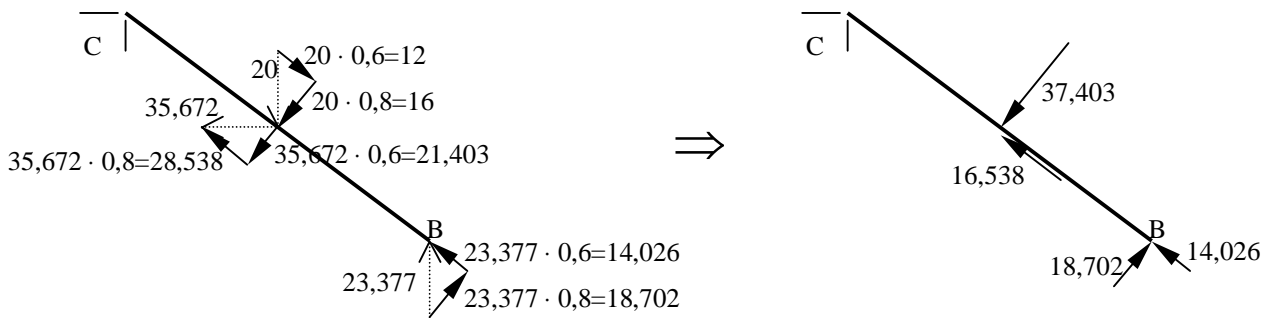 C
20
20 · 0,6=12
20 · 0,8=16
35,672
35,672 · 0,8=28,538
35,672 · 0,6=21,403
B
23,377 · 0,6=14,026
23,377
23,377 · 0,8=18,702
⇒
C
37,403
16,538
B
18,702
14,026